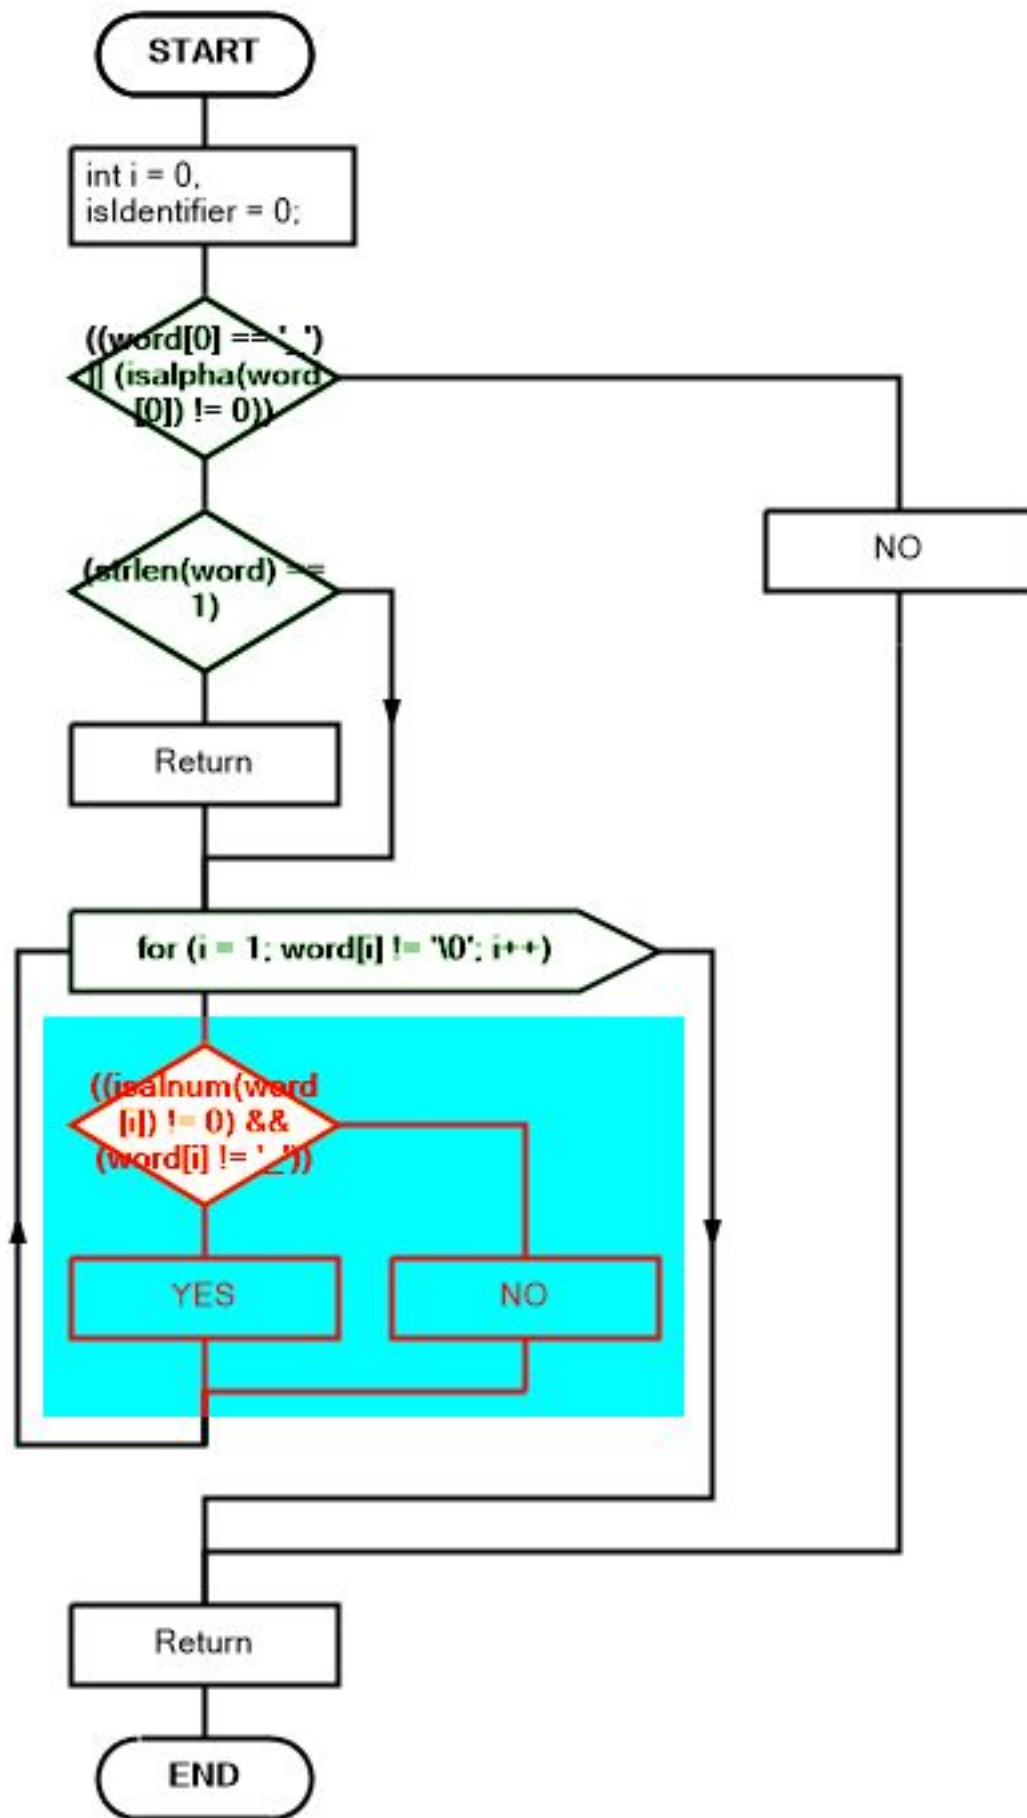 START
int i = 0,
isIdentifier = 0;
((word[0] == '_')
|| (isalpha(word
[0]) != 0))
NO
(strlen(word) ==
1)
Return
for (i = 1; word[i] != '\0'; i++)
((isalnum(word
[i]) != 0) &&
(word[i] != '_'))
YES
NO
Return
END